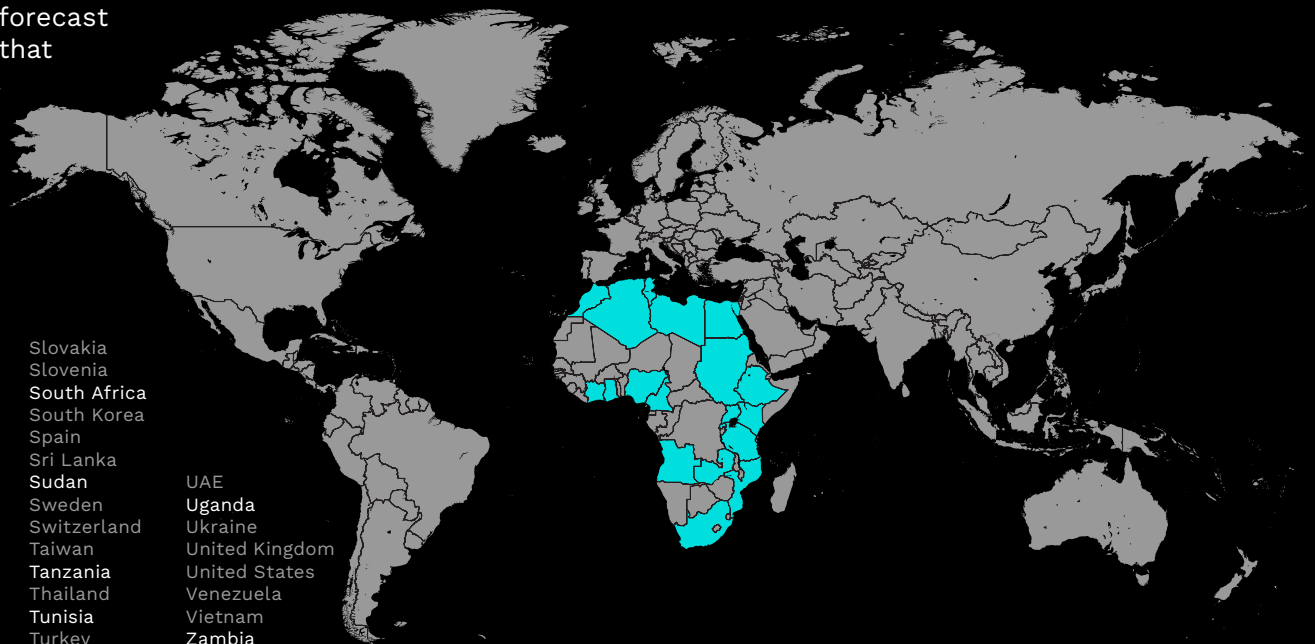 forecast
that
Slovakia
Slovenia
South Africa
South Korea
Spain
Sri Lanka
Sudan
Sweden
Switzerland
Taiwan
Tanzania
Thailand
Tunisia
Turkey
UAE
Uganda
Ukraine
United Kingdom
United States
Venezuela
Vietnam
Zambia